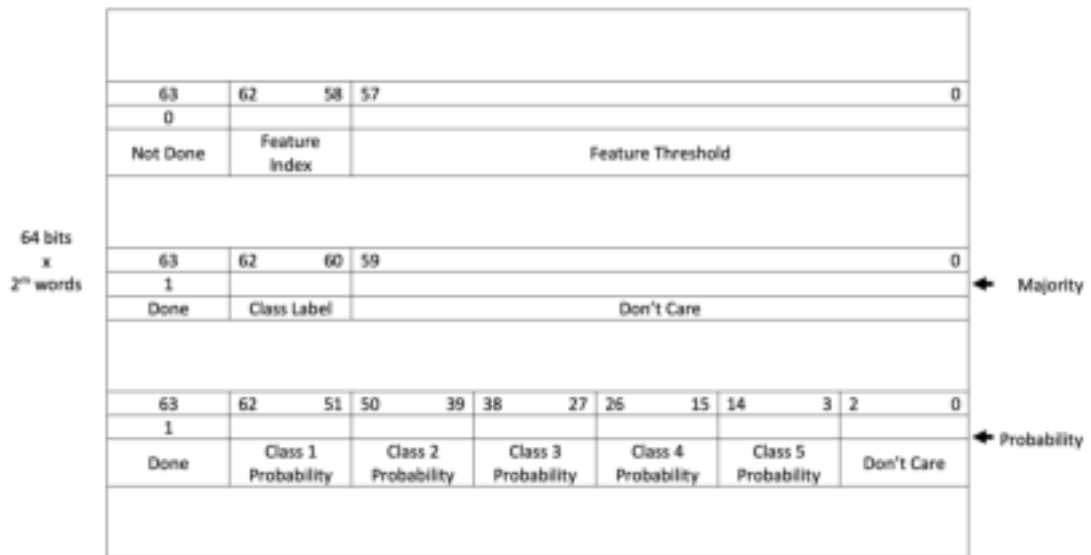 63 62 58 57 0
0
Not Done Feature Index Feature Threshold
64 bits
x
2ᵐ words
63 62 60 59 0
1
Done Class Label Don't Care
Majority
63 62 51 50 39 38 27 26 15 14 3 2 0
1
Done Class 1 Probability Class 2 Probability Class 3 Probability Class 4 Probability Class 5 Probability Don't Care
Probability